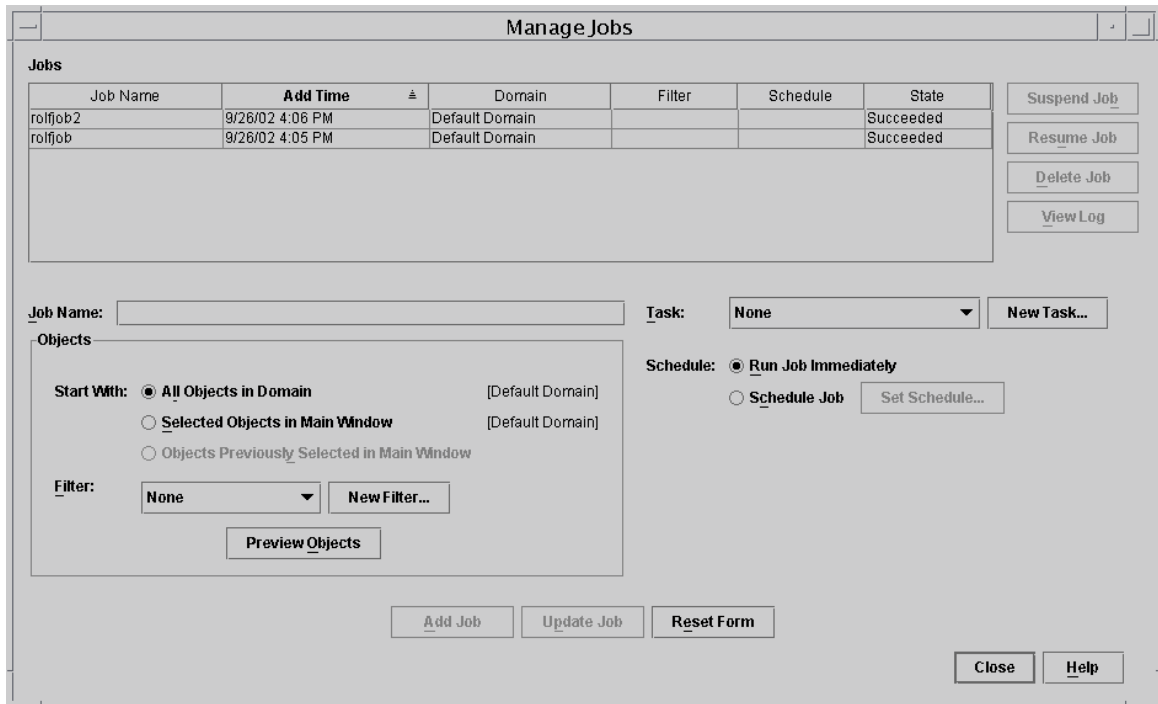 Manage Jobs
Jobs
Job Name Add Time Domain Filter Schedule State
rolfjob2 9/26/02 4:06 PM Default Domain Succeeded
rolfjob 9/26/02 4:05 PM Default Domain Succeeded
Suspend Job
Resume Job
Delete Job
View Log
Job Name:
Task: None New Task...
Objects
Start With: All Objects in Domain [Default Domain]
Selected Objects in Main Window [Default Domain]
Objects Previously Selected in Main Window
Filter: None New Filter...
Preview Objects
Schedule: Run Job Immediately
Schedule Job Set Schedule...
Add Job Update Job Reset Form
Close Help